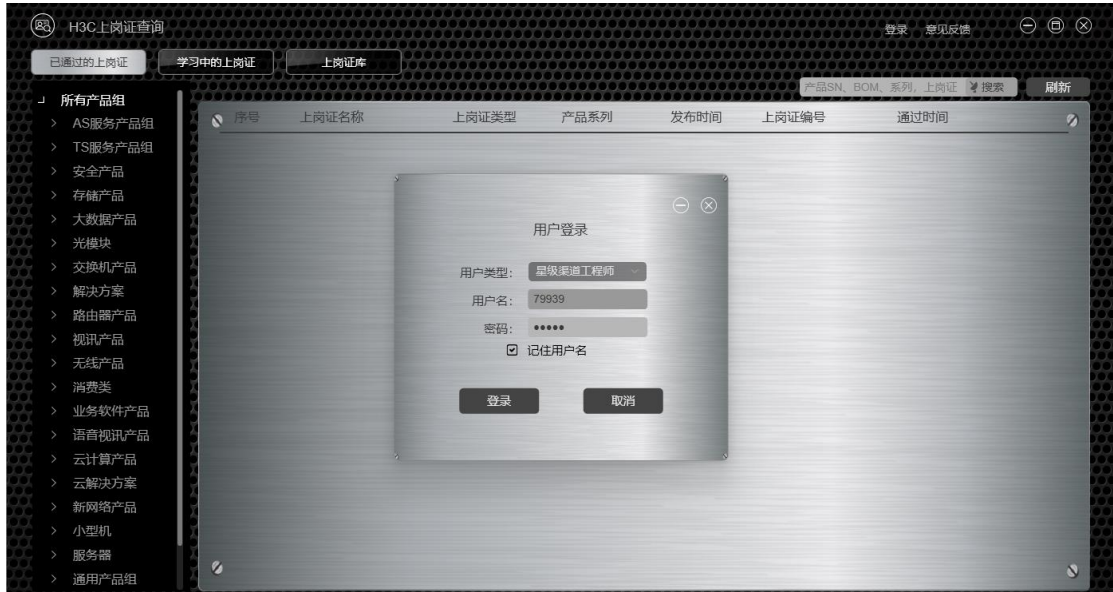 H3C上岗证查询
登录 意见反馈
已通过的上岗证 学习中的上岗证 上岗证库
产品SN、BOM、系列，上岗证 搜索 刷新
所有产品组
AS服务产品组
TS服务产品组
安全产品
存储产品
大数据产品
光模块
交换机产品
解决方案
路由器产品
视讯产品
无线产品
消费类
业务软件产品
语音视讯产品
云计算产品
云解决方案
新网络产品
小型机
服务器
通用产品组
序号 上岗证名称 上岗证类型 产品系列 发布时间 上岗证编号 通过时间
用户登录
用户类型: 星级渠道工程师
用户名: 79939
密码: •••••
记住用户名
登录 取消